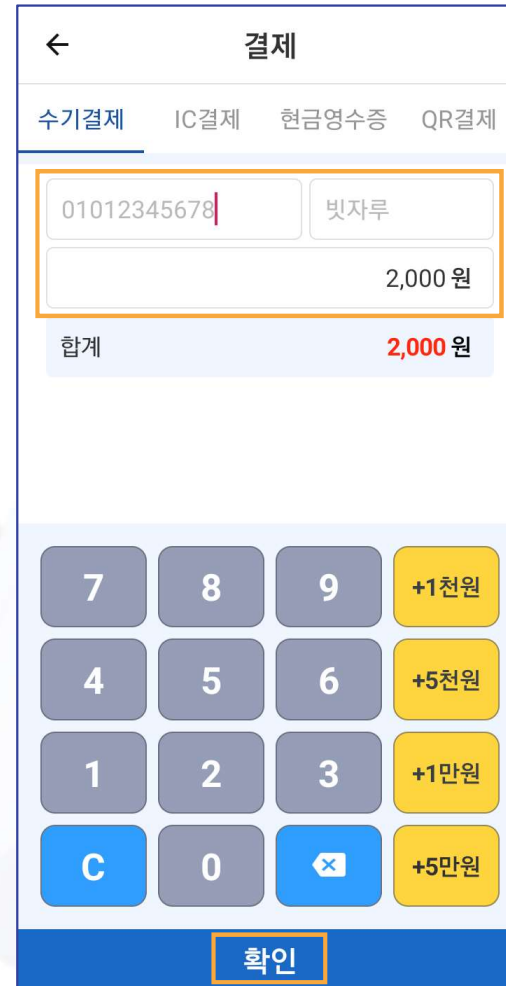 결제
수기결제 IC결제 현금영수증 QR결제
01012345678 빗자루
2,000 원
합계 2,000 원
7 8 9 +1천원
4 5 6 +5천원
1 2 3 +1만원
C 0 +5만원
확인